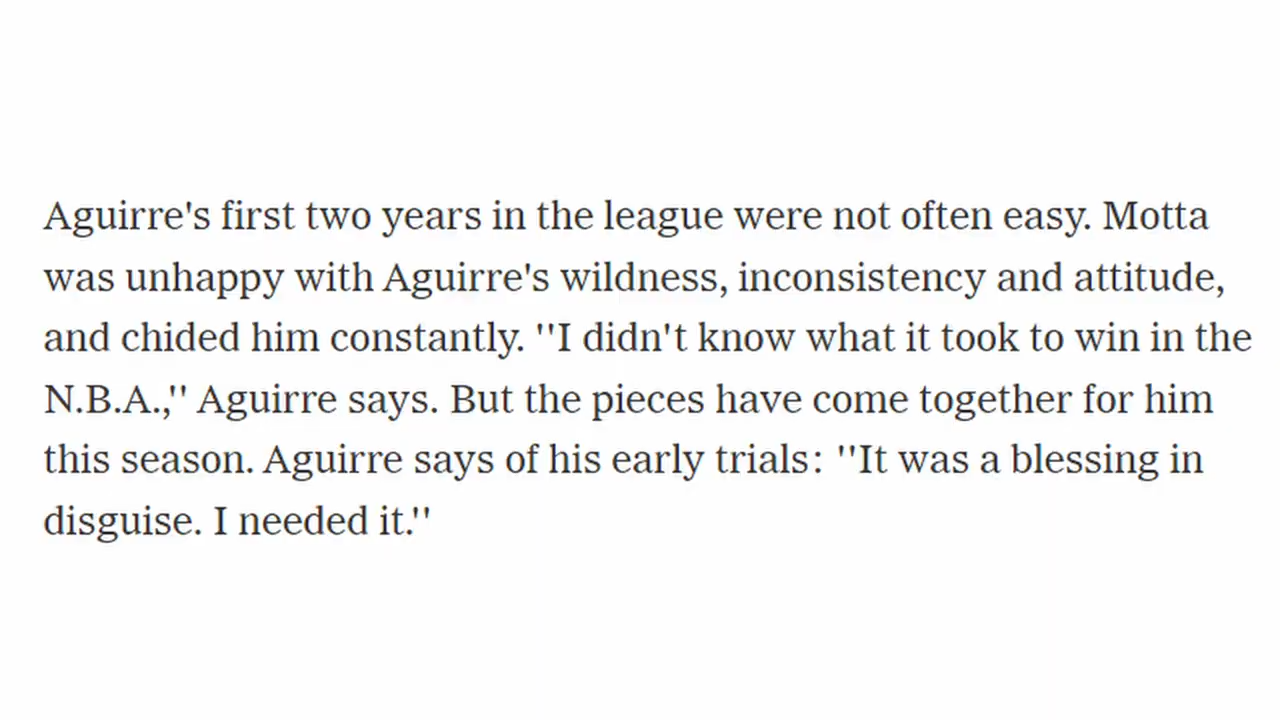 Aguirre's first two years in the league were not often easy. Motta
was unhappy with Aguirre's wildness, inconsistency and attitude,
and chided him constantly. ''I didn't know what it took to win in the
N.B.A.,'' Aguirre says. But the pieces have come together for him
this season. Aguirre says of his early trials: ''It was a blessing in
disguise. I needed it.''